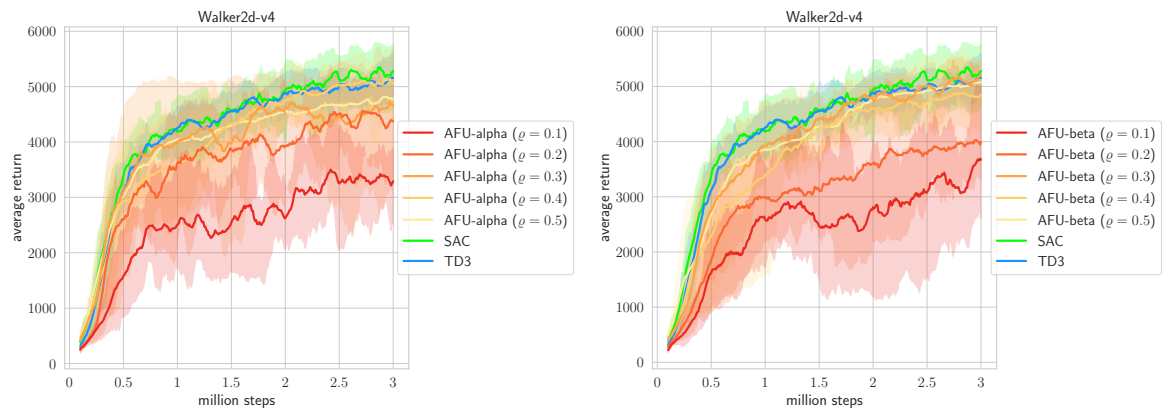 Walker2d-v4
6000
5000
4000
3000
2000
1000
0
average return
0
0.5
1
1.5
2
2.5
3
million steps
AFU-alpha (ϱ = 0.1)
AFU-alpha (ϱ = 0.2)
AFU-alpha (ϱ = 0.3)
AFU-alpha (ϱ = 0.4)
AFU-alpha (ϱ = 0.5)
SAC
TD3
Walker2d-v4
6000
5000
4000
3000
2000
1000
0
average return
0
0.5
1
1.5
2
2.5
3
million steps
AFU-beta (ϱ = 0.1)
AFU-beta (ϱ = 0.2)
AFU-beta (ϱ = 0.3)
AFU-beta (ϱ = 0.4)
AFU-beta (ϱ = 0.5)
SAC
TD3